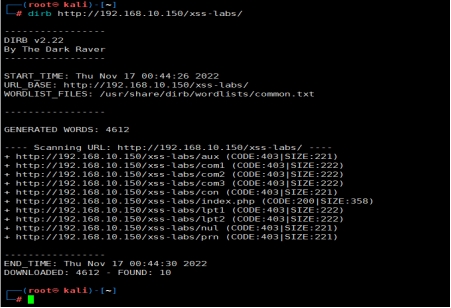 (root㉿kali)-[~]
# dirb http://192.168.10.150/xss-labs/
-----------------
DIRB v2.22
By The Dark Raver
-----------------
START_TIME: Thu Nov 17 00:44:26 2022
URL_BASE: http://192.168.10.150/xss-labs/
WORDLIST_FILES: /usr/share/dirb/wordlists/common.txt
-----------------
GENERATED WORDS: 4612
---- Scanning URL: http://192.168.10.150/xss-labs/ ----
+ http://192.168.10.150/xss-labs/aux (CODE:403|SIZE:221)
+ http://192.168.10.150/xss-labs/com1 (CODE:403|SIZE:222)
+ http://192.168.10.150/xss-labs/com2 (CODE:403|SIZE:222)
+ http://192.168.10.150/xss-labs/com3 (CODE:403|SIZE:222)
+ http://192.168.10.150/xss-labs/con (CODE:403|SIZE:221)
+ http://192.168.10.150/xss-labs/index.php (CODE:200|SIZE:358)
+ http://192.168.10.150/xss-labs/lpt1 (CODE:403|SIZE:222)
+ http://192.168.10.150/xss-labs/lpt2 (CODE:403|SIZE:222)
+ http://192.168.10.150/xss-labs/nul (CODE:403|SIZE:221)
+ http://192.168.10.150/xss-labs/prn (CODE:403|SIZE:221)
-----------------
END_TIME: Thu Nov 17 00:44:30 2022
DOWNLOADED: 4612 - FOUND: 10
(root㉿kali)-[~]
#